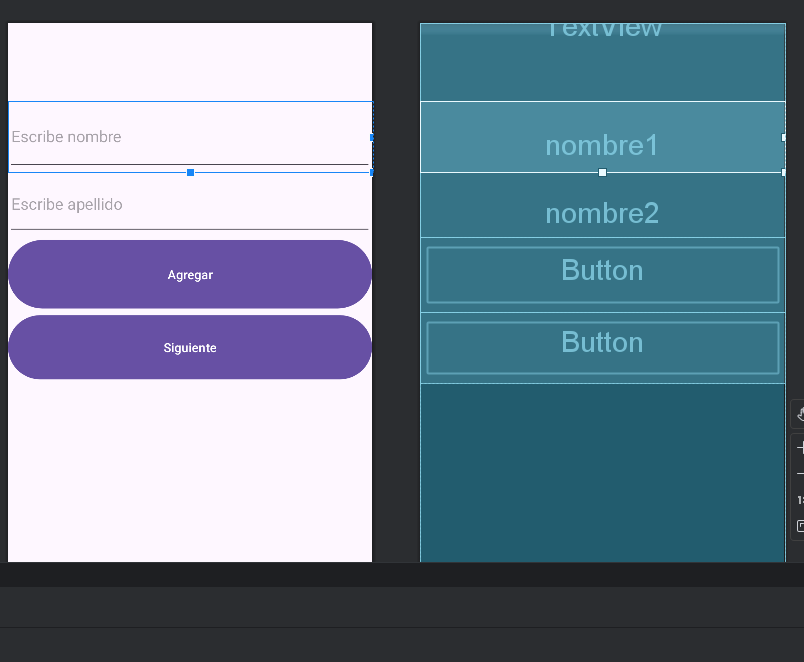 Escribe nombre
Escribe apellido
Agregar
Siguiente
TextView
nombre1
nombre2
Button
Button